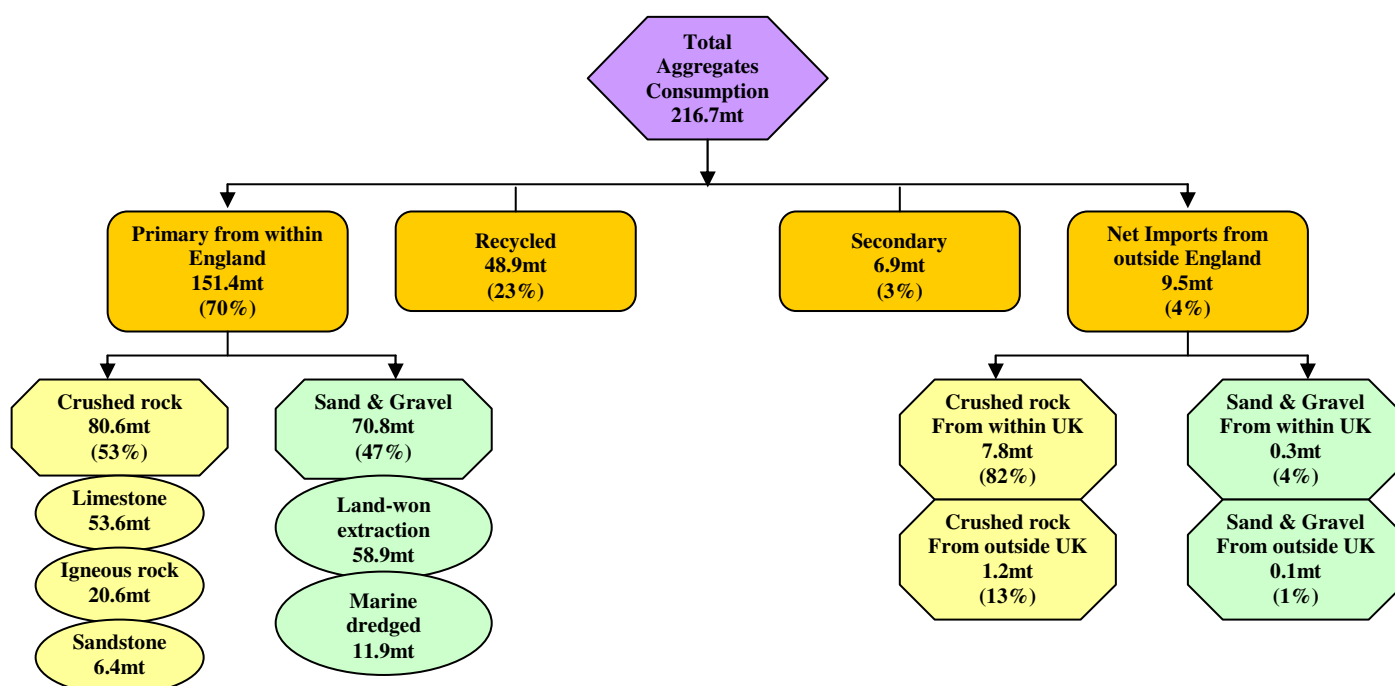 Total
Aggregates
Consumption
216.7mt
Primary from within
England
151.4mt
(70%)
Recycled
48.9mt
(23%)
Secondary
6.9mt
(3%)
Net Imports from
outside England
9.5mt
(4%)
Crushed rock
80.6mt
(53%)
Limestone
53.6mt
Igneous rock
20.6mt
Sandstone
6.4mt
Sand & Gravel
70.8mt
(47%)
Land-won
extraction
58.9mt
Marine
dredged
11.9mt
Crushed rock
From within UK
7.8mt
(82%)
Crushed rock
From outside UK
1.2mt
(13%)
Sand & Gravel
From within UK
0.3mt
(4%)
Sand & Gravel
From outside UK
0.1mt
(1%)